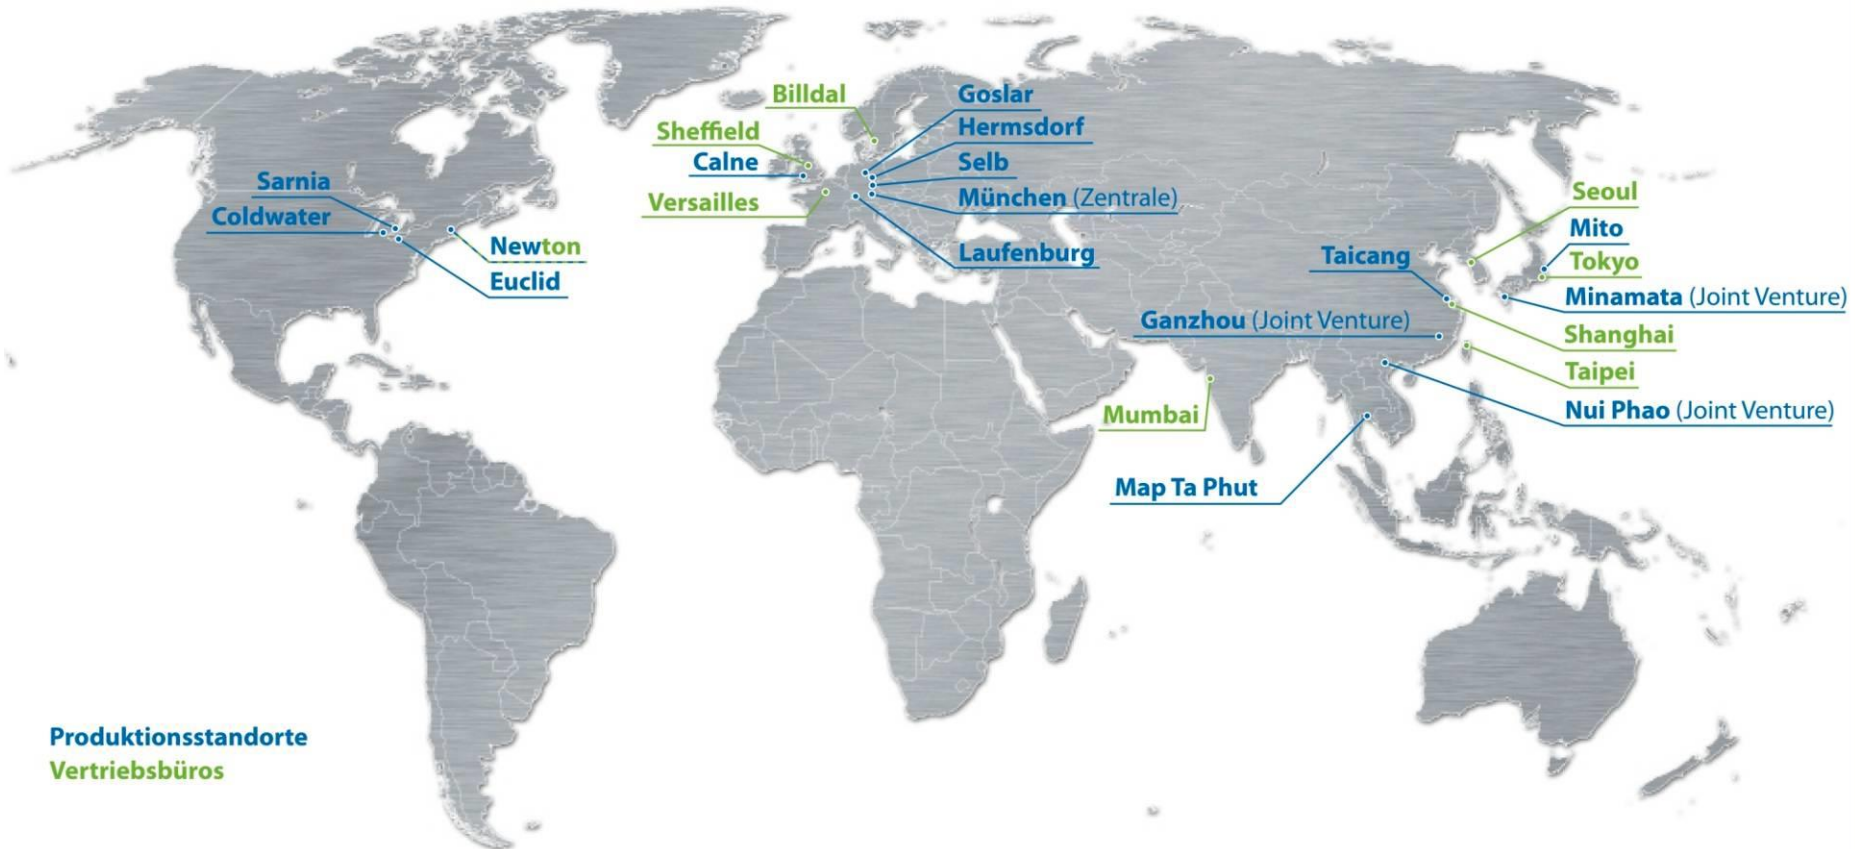 Billdal
Goslar
Sheffield
Hermsdorf
Calne
Selb
Versailles
München (Zentrale)
Laufenburg
Sarnia
Coldwater
Newton
Euclid
Seoul
Mito
Taicang
Tokyo
Minamata (Joint Venture)
Ganzhou (Joint Venture)
Shanghai
Taipei
Mumbai
Nui Phao (Joint Venture)
Map Ta Phut
Produktionsstandorte
Vertriebsbüros